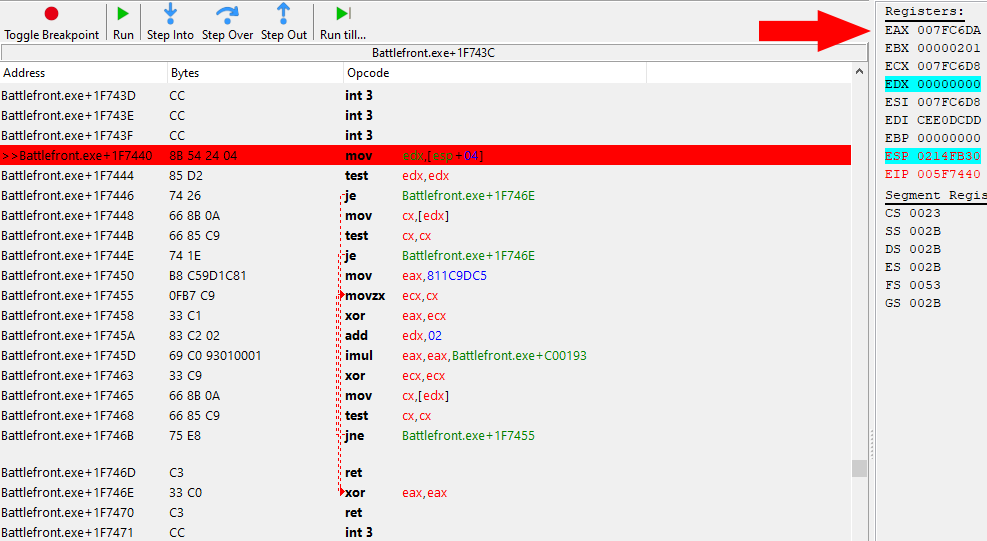 Toggle Breakpoint Run Step Into Step Over Step Out Run till...
Battlefront.exe+1F743C
Address Bytes Opcode
Battlefront.exe+1F743D CC int 3
Battlefront.exe+1F743E CC int 3
Battlefront.exe+1F743F CC int 3
>>Battlefront.exe+1F7440 8B 54 24 04 mov edx,[esp+04]
Battlefront.exe+1F7444 85 D2 test edx,edx
Battlefront.exe+1F7446 74 26 je Battlefront.exe+1F746E
Battlefront.exe+1F7448 66 8B 0A mov cx,[edx]
Battlefront.exe+1F744B 66 85 C9 test cx,cx
Battlefront.exe+1F744E 74 1E je Battlefront.exe+1F746E
Battlefront.exe+1F7450 B8 C59D1C81 mov eax,811C9DC5
Battlefront.exe+1F7455 0FB7 C9 movzx ecx,cx
Battlefront.exe+1F7458 33 C1 xor eax,ecx
Battlefront.exe+1F745A 83 C2 02 add edx,02
Battlefront.exe+1F745D 69 C0 93010001 imul eax,eax,Battlefront.exe+C00193
Battlefront.exe+1F7463 33 C9 xor ecx,ecx
Battlefront.exe+1F7465 66 8B 0A mov cx,[edx]
Battlefront.exe+1F7468 66 85 C9 test cx,cx
Battlefront.exe+1F746B 75 E8 jne Battlefront.exe+1F7455
Battlefront.exe+1F746D C3 ret
Battlefront.exe+1F746E 33 C0 xor eax,eax
Battlefront.exe+1F7470 C3 ret
Battlefront.exe+1F7471 CC int 3
Registers:
EAX 007FC6DA
EBX 00000201
ECX 007FC6D8
EDX 00000000
ESI 007FC6D8
EDI CEE0DCDD
EBP 00000000
ESP 0214FB30
EIP 005F7440
Segment Regis
CS 0023
SS 002B
DS 002B
ES 002B
FS 0053
GS 002B